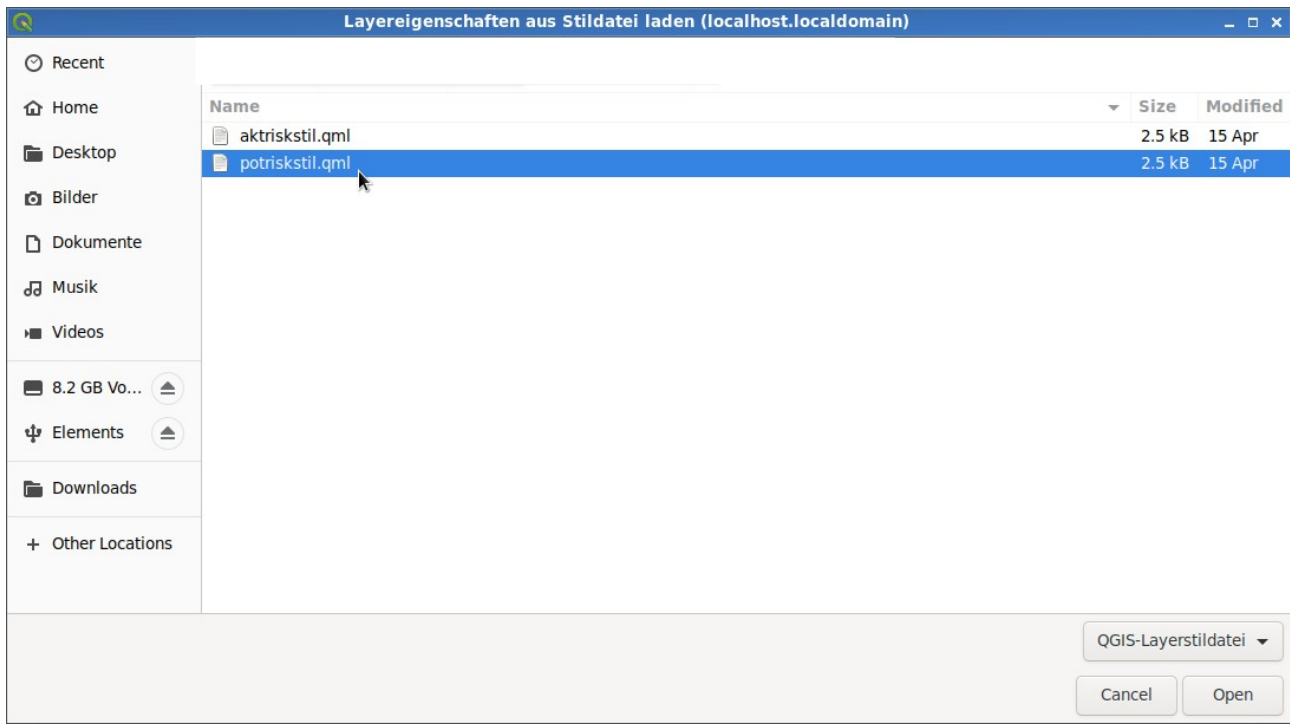 Layereigenschaften aus Stildatei laden (localhost.localdomain)
Recent
Home
Desktop
Bilder
Dokumente
Musik
Videos
8.2 GB Vo...
Elements
Downloads
+ Other Locations
Name Size Modified
aktriskstil.qml 2.5 kB 15 Apr
potriskstil.qml 2.5 kB 15 Apr
QGIS-Layerstildatei
Cancel Open